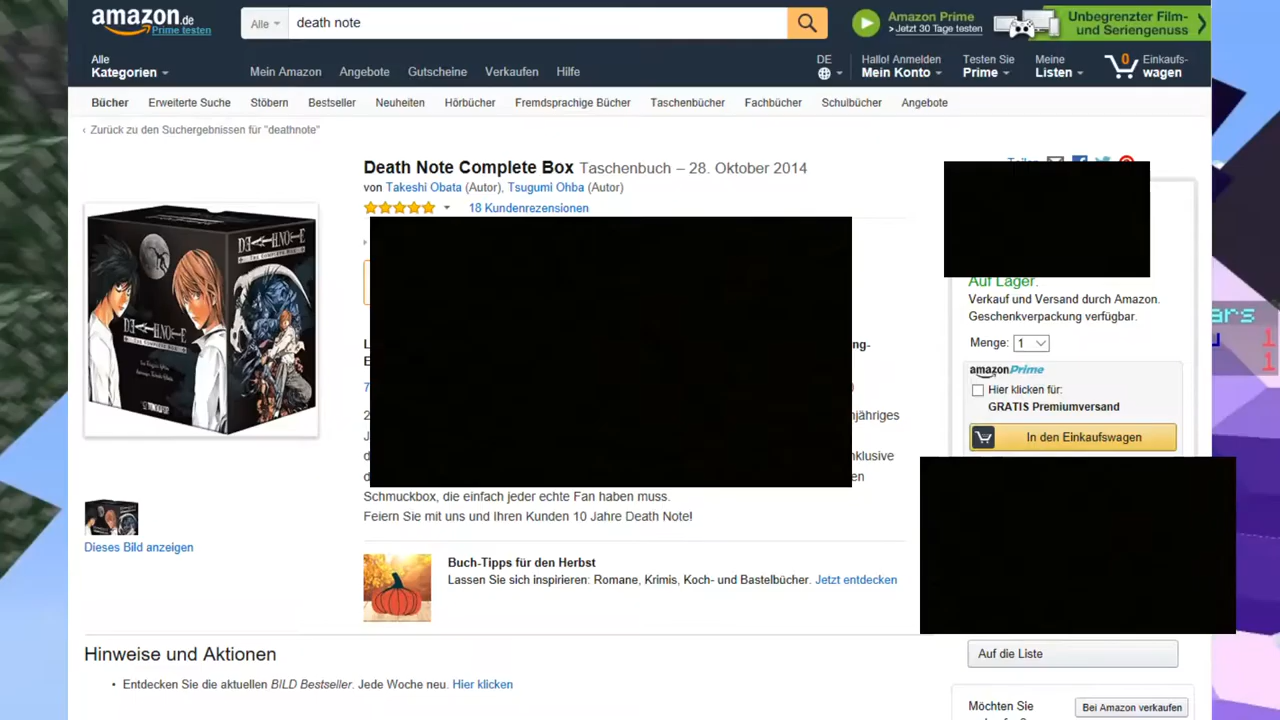 amazon.de
Prime testen
Alle
death note
Amazon Prime
> Jetzt 30 Tage testen
Unbegrenzter Film-
und Seriengenuss
Alle
Kategorien
Mein Amazon Angebote Gutscheine Verkaufen Hilfe
DE
Hallo! Anmelden
Mein Konto
Testen Sie
Prime
Meine
Listen
0
Einkaufs-
wagen
Bücher Erweiterte Suche Stöbern Bestseller Neuheiten Hörbücher Fremdsprachige Bücher Taschenbücher Fachbücher Schulbücher Angebote
‹ Zurück zu den Suchergebnissen für "deathnote"
Death Note Complete Box Taschenbuch – 28. Oktober 2014
von Takeshi Obata (Autor), Tsugumi Ohba (Autor)
18 Kundenrezensionen
DEATH NOTE
DEATH NOTE
Auf Lager.
Verkauf und Versand durch Amazon.
Geschenkverpackung verfügbar.
Menge: 1
amazonPrime
Hier klicken für:
GRATIS Premiumversand
In den Einkaufswagen
Schmuckbox, die einfach jeder echte Fan haben muss.
Feiern Sie mit uns und Ihren Kunden 10 Jahre Death Note!
Dieses Bild anzeigen
Buch-Tipps für den Herbst
Lassen Sie sich inspirieren: Romane, Krimis, Koch- und Bastelbücher. Jetzt entdecken
Hinweise und Aktionen
• Entdecken Sie die aktuellen BILD Bestseller. Jede Woche neu. Hier klicken
Auf die Liste
Möchten Sie
Bei Amazon verkaufen